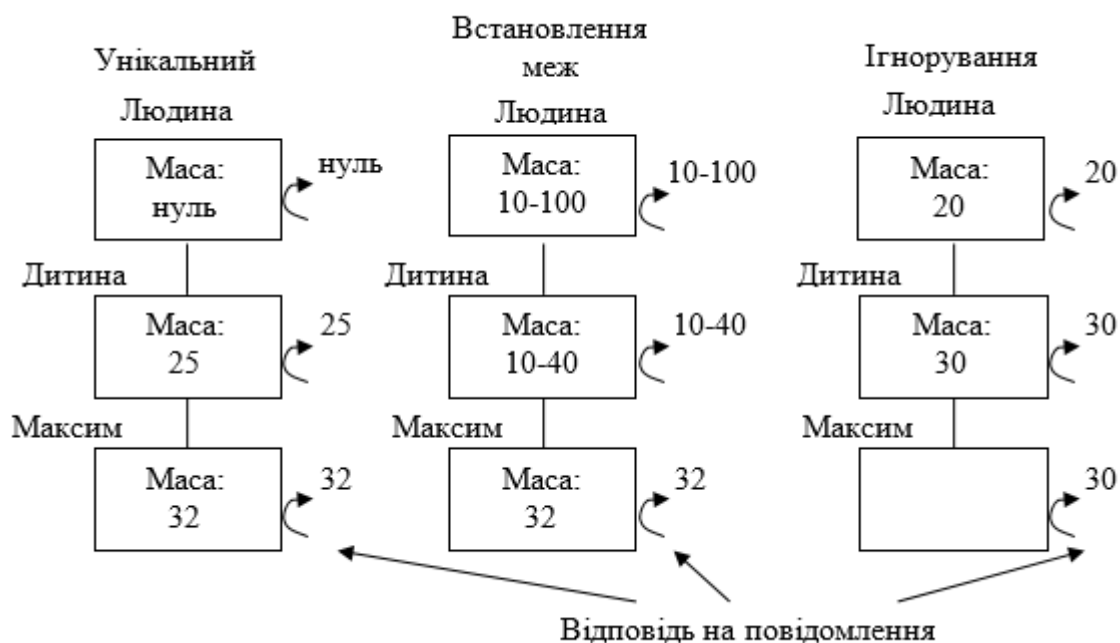 Унікальний
Людина
Маса:
нуль
нуль
Дитина
Маса:
25
25
Максим
Маса:
32
32
Встановлення
меж
Людина
Маса:
10-100
10-100
Дитина
Маса:
10-40
10-40
Максим
Маса:
32
32
Ігнорування
Людина
Маса:
20
20
Дитина
Маса:
30
30
Максим
30
Відповідь на повідомлення